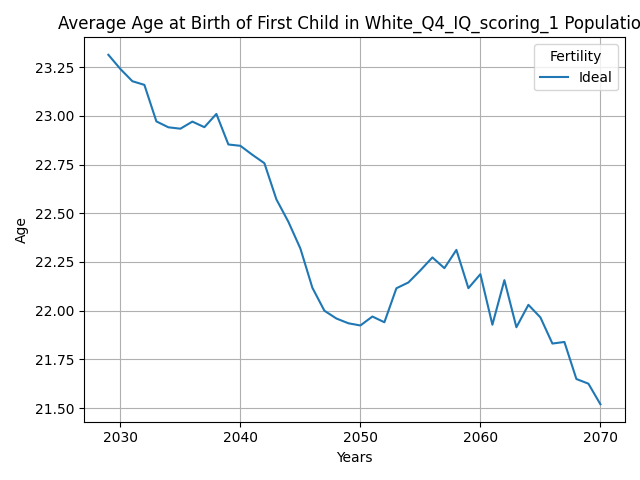 Average Age at Birth of First Child in White_Q4_IQ_scoring_1 Populatio
Fertility
Ideal
23.25
23.00
22.75
22.50
22.25
22.00
21.75
21.50
Age
2030 2040 2050 2060 2070
Years